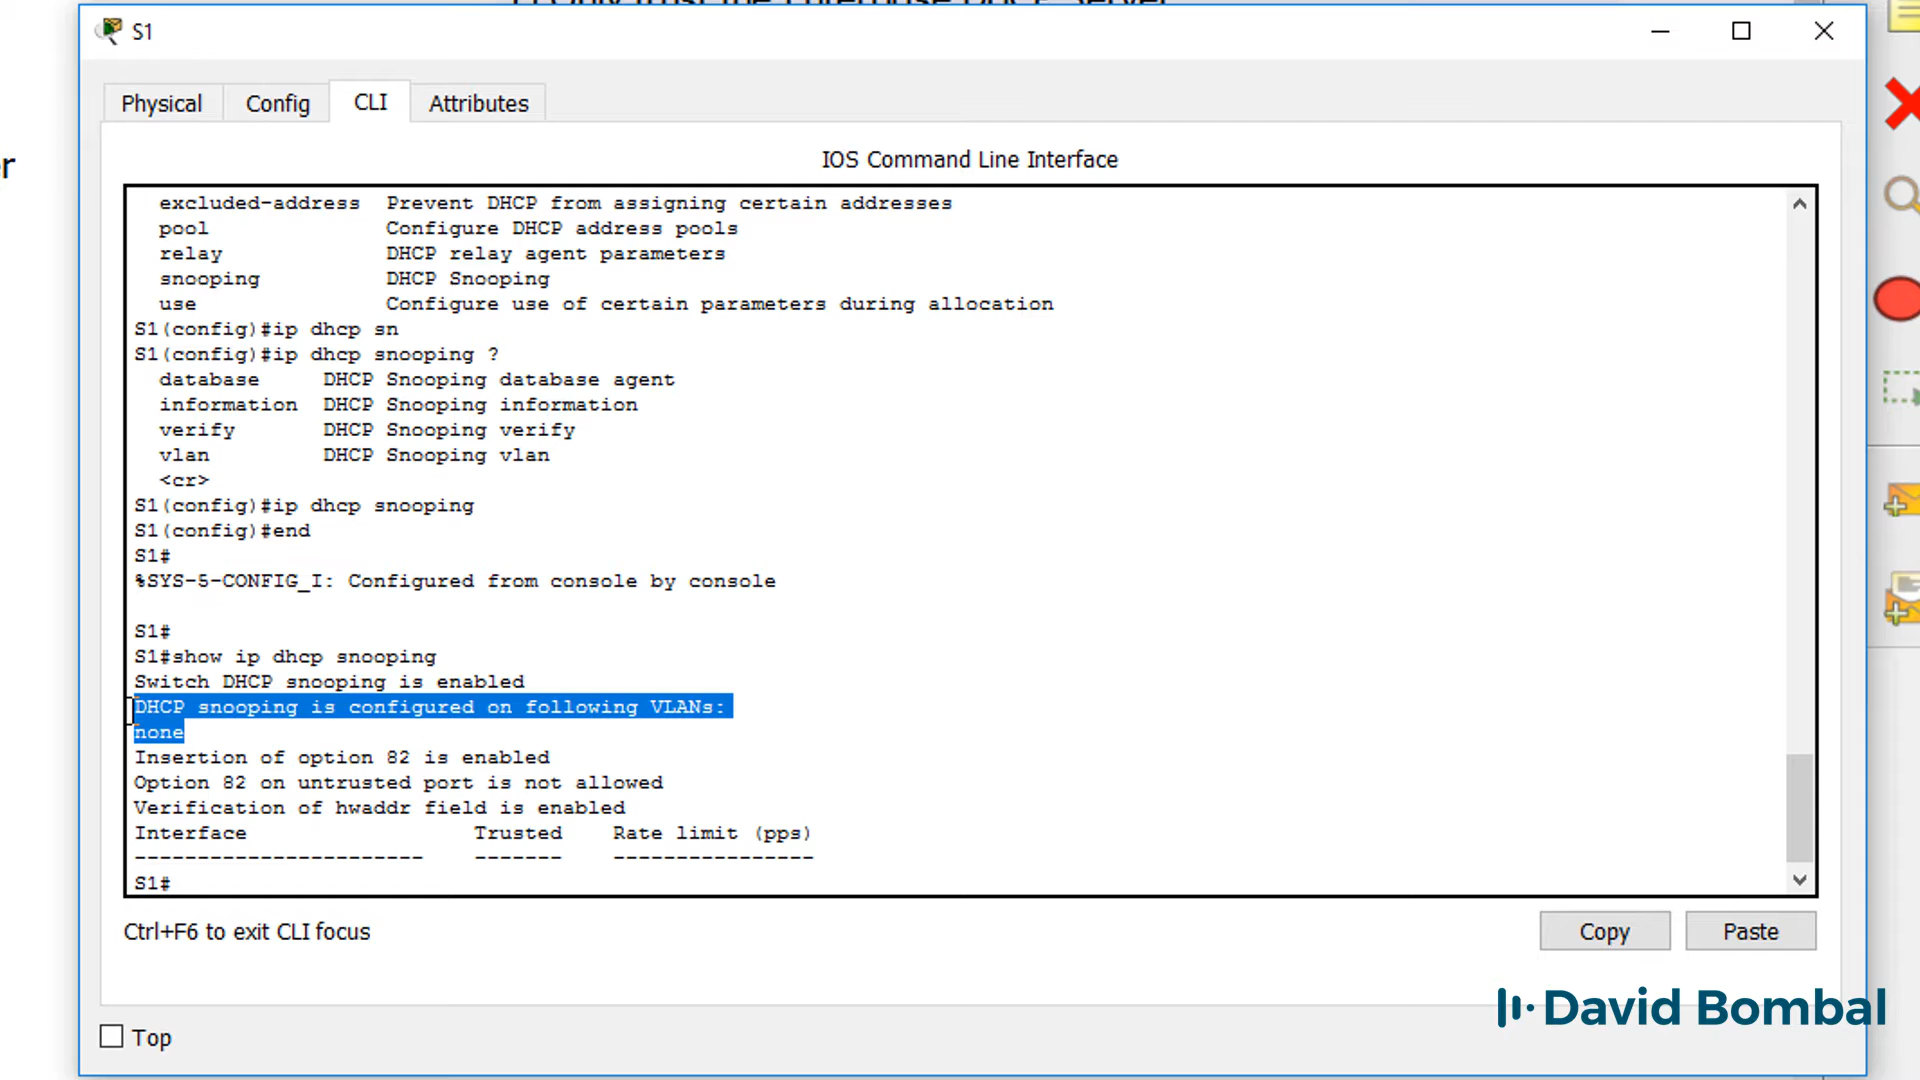 S1
Physical
Config
CLI
Attributes
IOS Command Line Interface
excluded-address  Prevent DHCP from assigning certain addresses
pool              Configure DHCP address pools
relay             DHCP relay agent parameters
snooping          DHCP Snooping
use               Configure use of certain parameters during allocation
S1(config)#ip dhcp sn
S1(config)#ip dhcp snooping ?
database     DHCP Snooping database agent
information  DHCP Snooping information
verify       DHCP Snooping verify
vlan         DHCP Snooping vlan
<cr>
S1(config)#ip dhcp snooping
S1(config)#end
S1#
%SYS-5-CONFIG_I: Configured from console by console
S1#
S1#show ip dhcp snooping
Switch DHCP snooping is enabled
DHCP snooping is configured on following VLANs:
none
Insertion of option 82 is enabled
Option 82 on untrusted port is not allowed
Verification of hwaddr field is enabled
Interface                  Trusted    Rate limit (pps)
-----------------------    -------    ----------------
S1#
Ctrl+F6 to exit CLI focus
Copy
Paste
David Bombal
Top